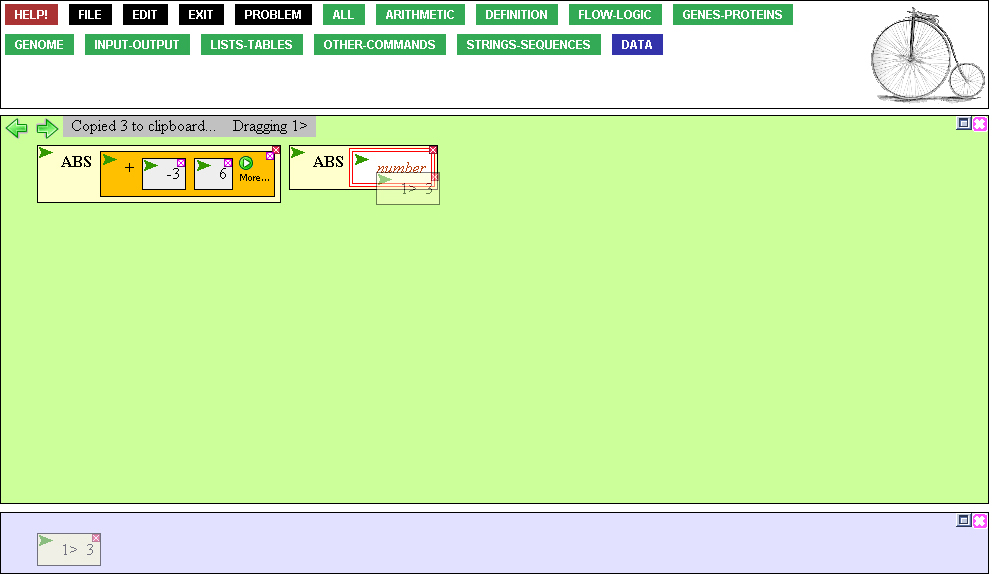 HELP! FILE EDIT EXIT PROBLEM ALL ARITHMETIC DEFINITION FLOW-LOGIC GENES-PROTEINS
GENOME INPUT-OUTPUT LISTS-TABLES OTHER-COMMANDS STRINGS-SEQUENCES DATA
Copied 3 to clipboard... Dragging 1>
ABS + -3 6 More... ABS number
1> 3
1> 3